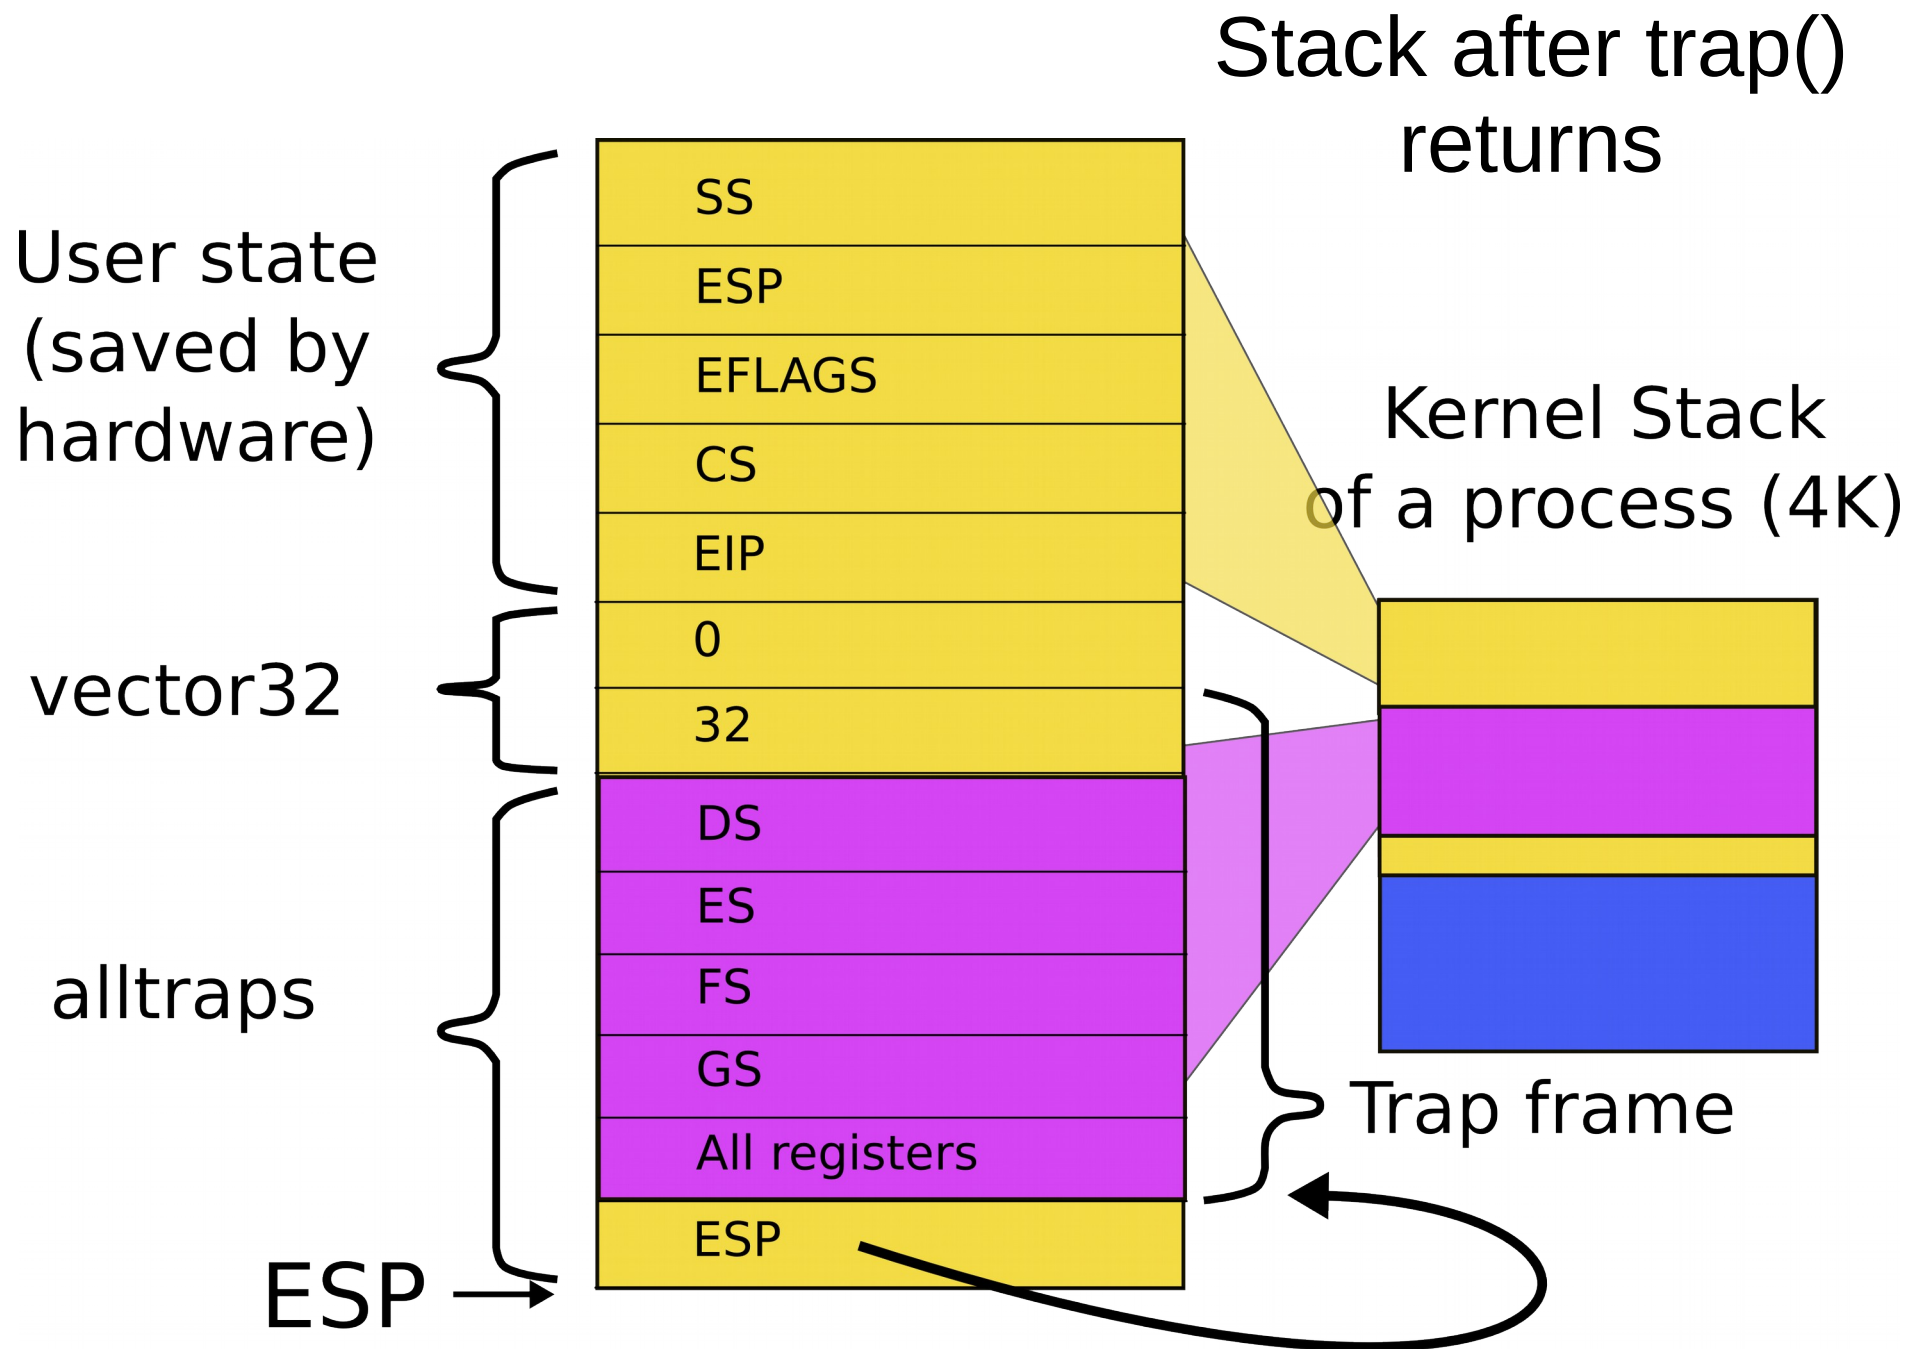 Stack after trap()
returns
User state
(saved by
hardware)
vector32
alltraps
ESP
SS
ESP
EFLAGS
CS
EIP
0
32
DS
ES
FS
GS
All registers
ESP
Kernel Stack
of a process (4K)
Trap frame